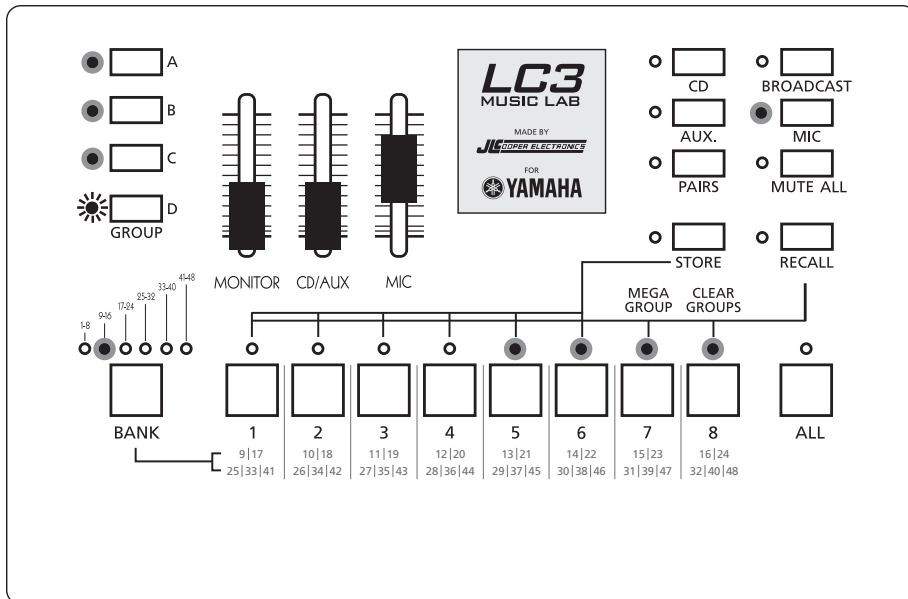 A
B
C
D
GROUP
MONITOR
CD/AUX
MIC
LC3
MUSIC LAB
MADE BY
JLCOOPER ELECTRONICS
FOR
YAMAHA
CD
BROADCAST
AUX.
MIC
PAIRS
MUTE ALL
STORE
RECALL
MEGA GROUP
CLEAR GROUPS
1-8
9-16
17-24
25-32
33-40
41-48
BANK
1
2
3
4
5
6
7
8
ALL
9|17
10|18
11|19
12|20
13|21
14|22
15|23
16|24
25|33|41
26|34|42
27|35|43
28|36|44
29|37|45
30|38|46
31|39|47
32|40|48